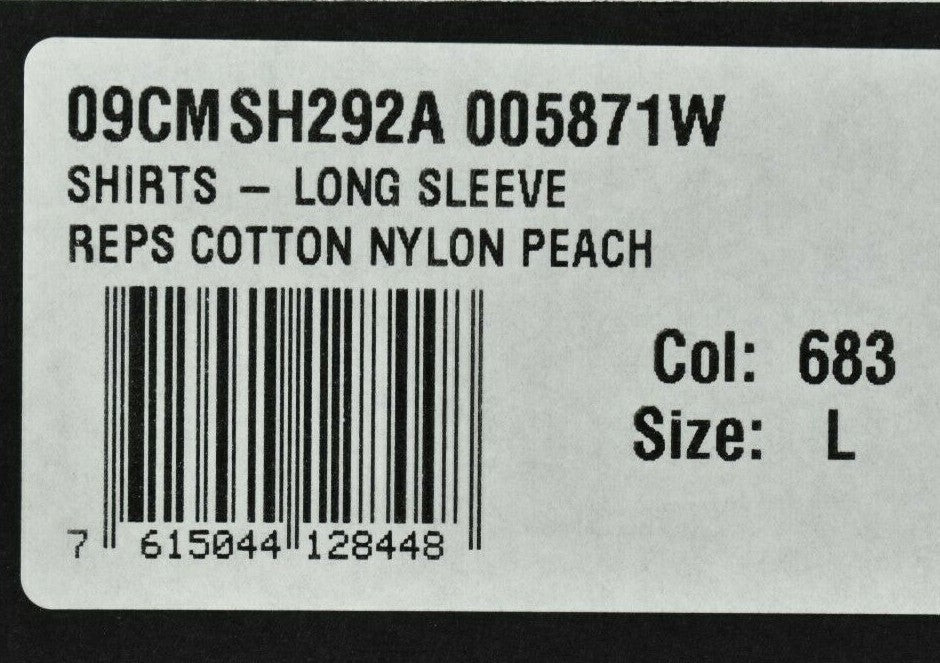 09CMSH292A 005871W
SHIRTS – LONG SLEEVE
REPS COTTON NYLON PEACH
Col: 683
Size: L
7 615044 128448